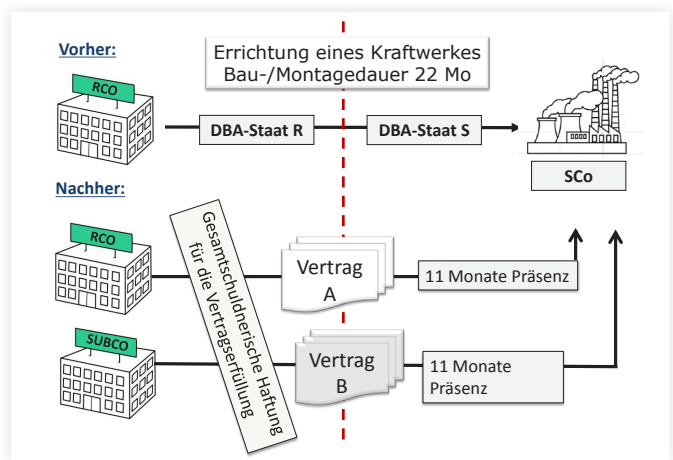 Vorher:
Errichtung eines Kraftwerkes
Bau-/Montagedauer 22 Mo
RCO
DBA-Staat R
DBA-Staat S
SCo
Nachher:
RCO
Gesamtschuldnerische Haftung
für die Vertragserfüllung
Vertrag
A
11 Monate Präsenz
SUBCO
Vertrag
B
11 Monate
Präsenz